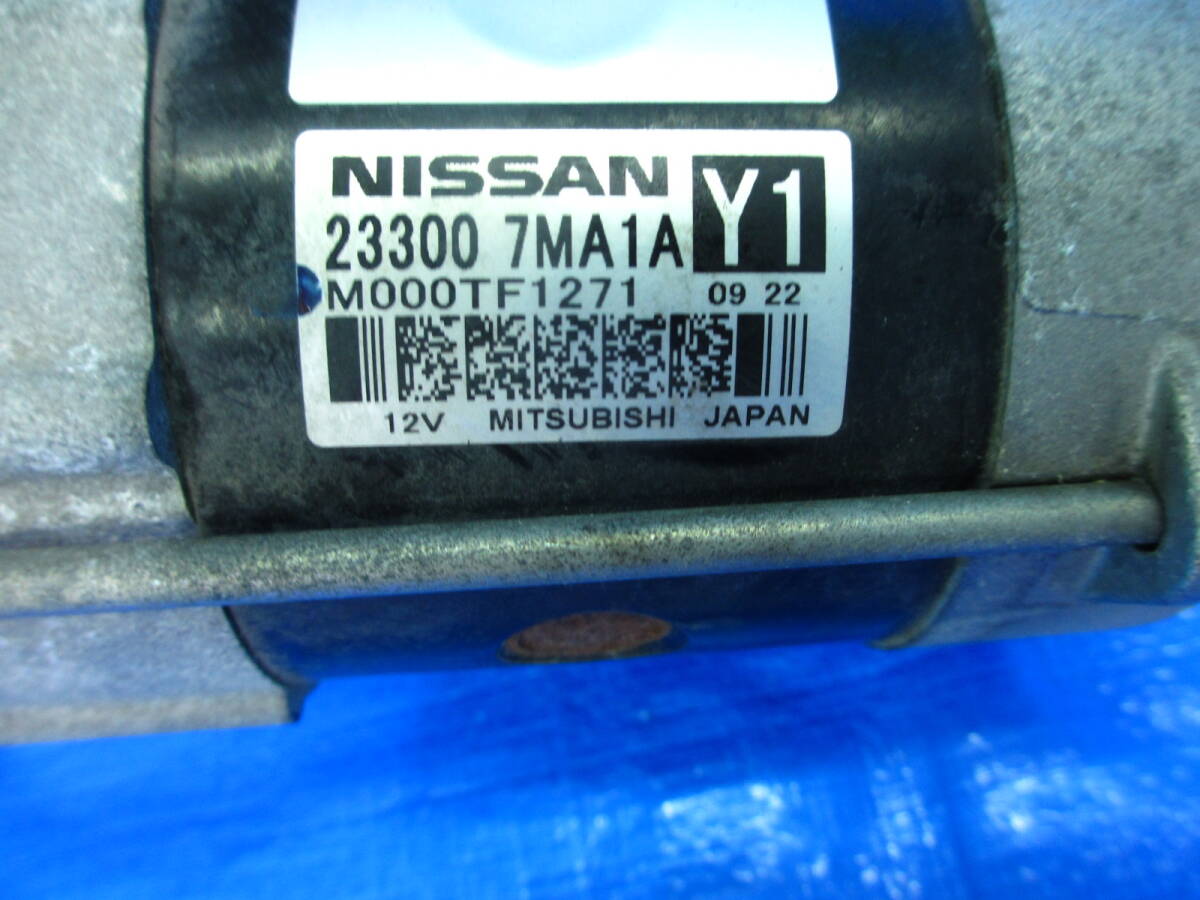 NISSAN Y1
23300 7MA1A
M000TF1271 09 22
12V MITSUBISHI JAPAN